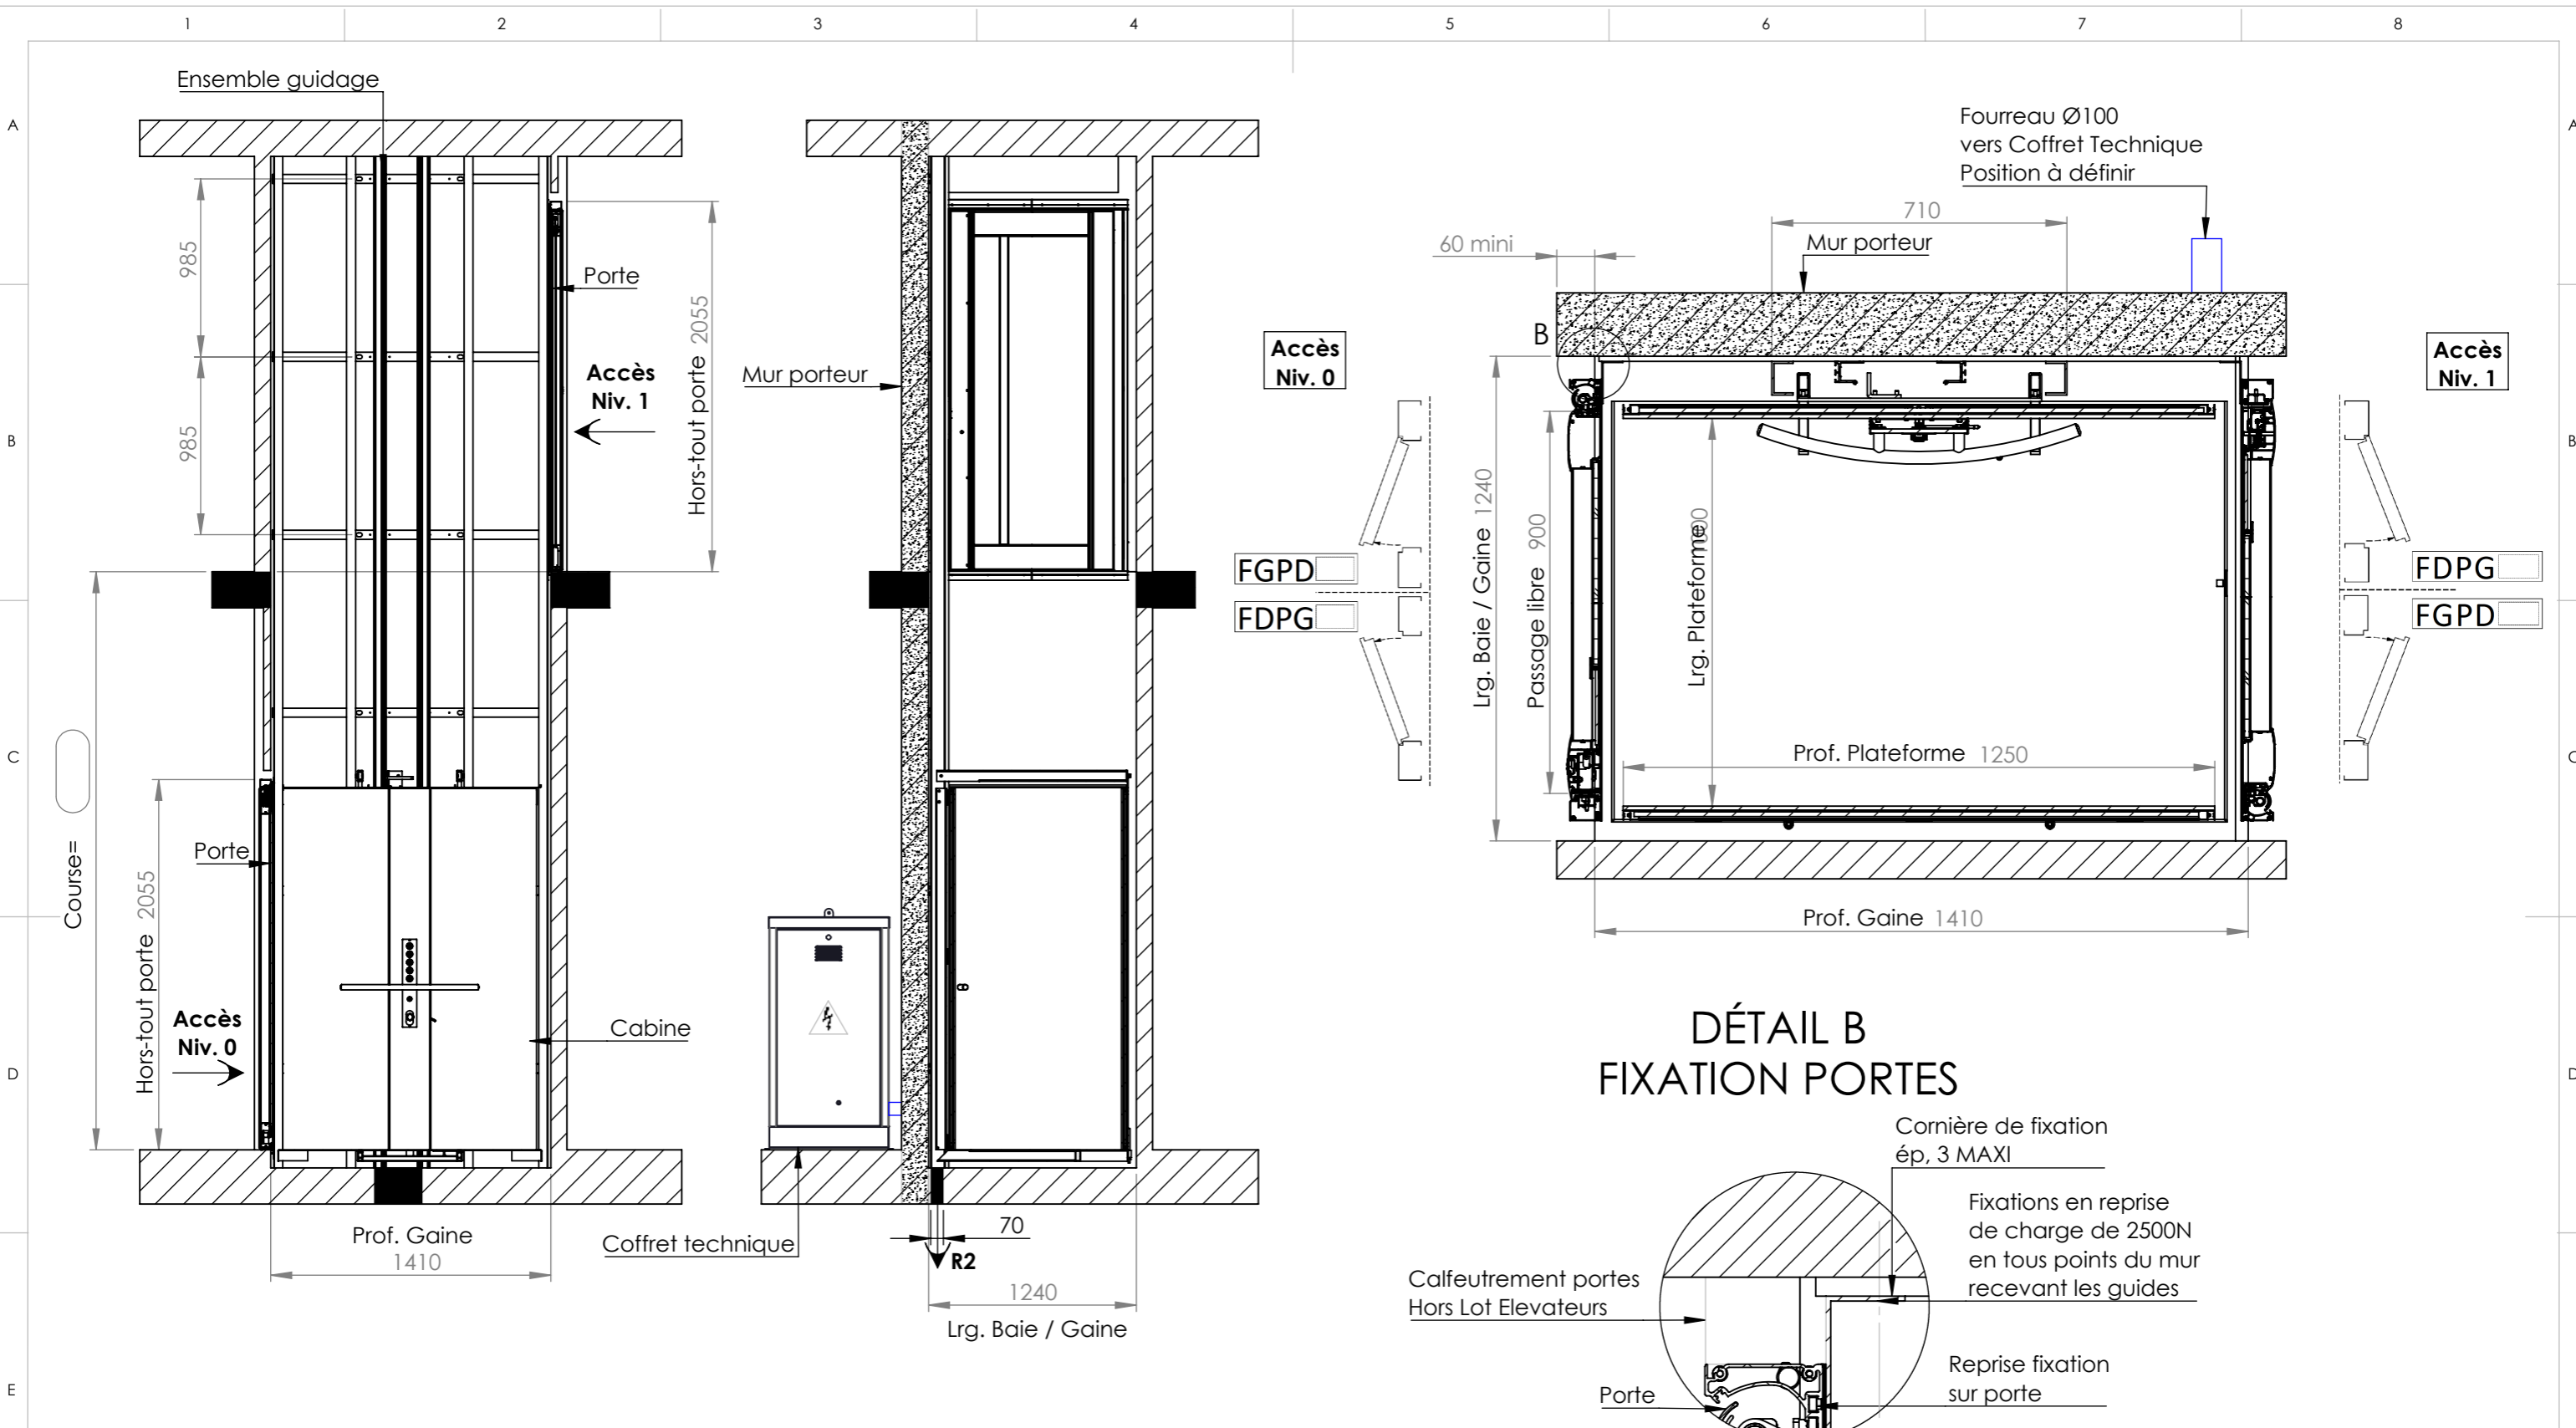 1 2 3 4 5 6 7 8
A
A
B
B
C
C
D
D
E
Ensemble guidage
985
985
Porte
Hors-tout porte 2055
Accès
Niv. 1
Course=
Hors-tout porte 2055
Porte
Accès
Niv. 0
Cabine
Prof. Gaine
1410
Mur porteur
Coffret technique
70
R2
1240
Lrg. Baie / Gaine
Fourreau Ø100
vers Coffret Technique
Position à définir
710
60 mini
Mur porteur
B
Accès
Niv. 0
Accès
Niv. 1
FGPD
FDPG
FDPG
FGPD
Lrg. Baie / Gaine 1240
Passage libre 900
Lrg. Plateforme
Prof. Plateforme 1250
Prof. Gaine 1410
DÉTAIL B
FIXATION PORTES
Cornière de fixation
ép, 3 MAXI
Fixations en reprise
de charge de 2500N
en tous points du mur
recevant les guides
Calfeutrement portes
Hors Lot Elevateurs
Reprise fixation
sur porte
Porte